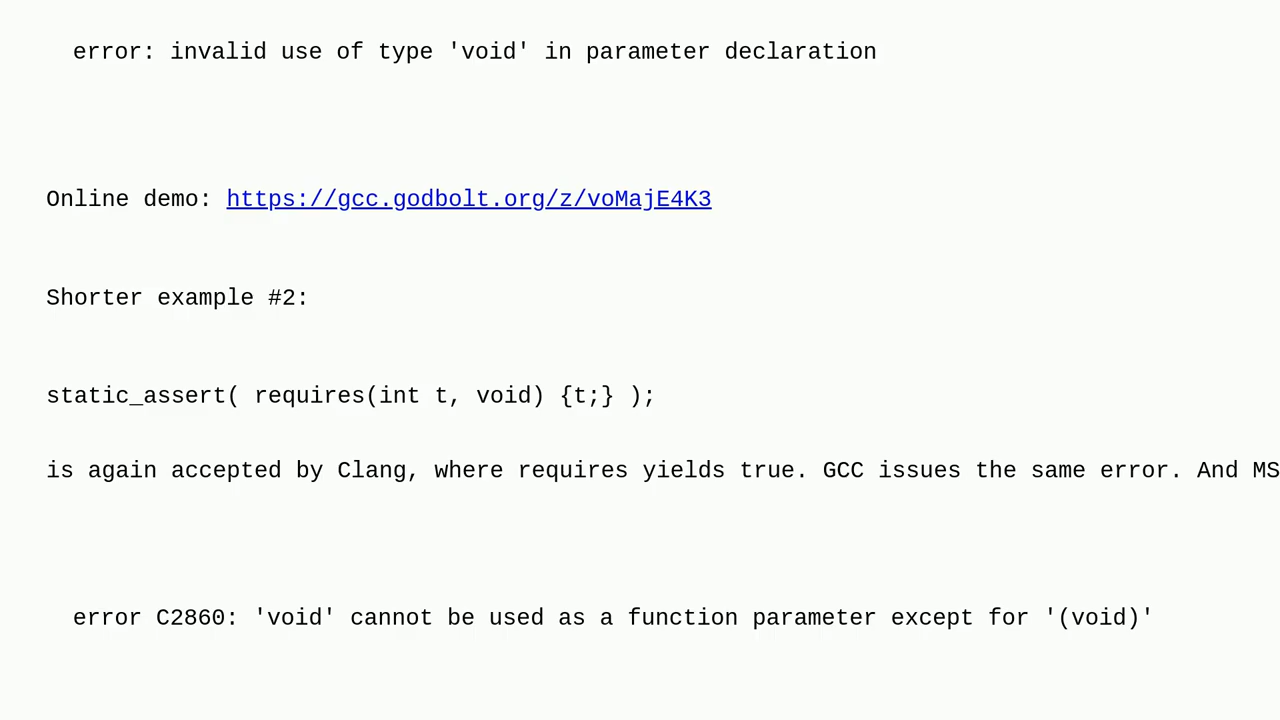 error: invalid use of type 'void' in parameter declaration
Online demo: https://gcc.godbolt.org/z/voMajE4K3
Shorter example #2:
static_assert( requires(int t, void) {t;} );
is again accepted by Clang, where requires yields true. GCC issues the same error. And MS
error C2860: 'void' cannot be used as a function parameter except for '(void)'